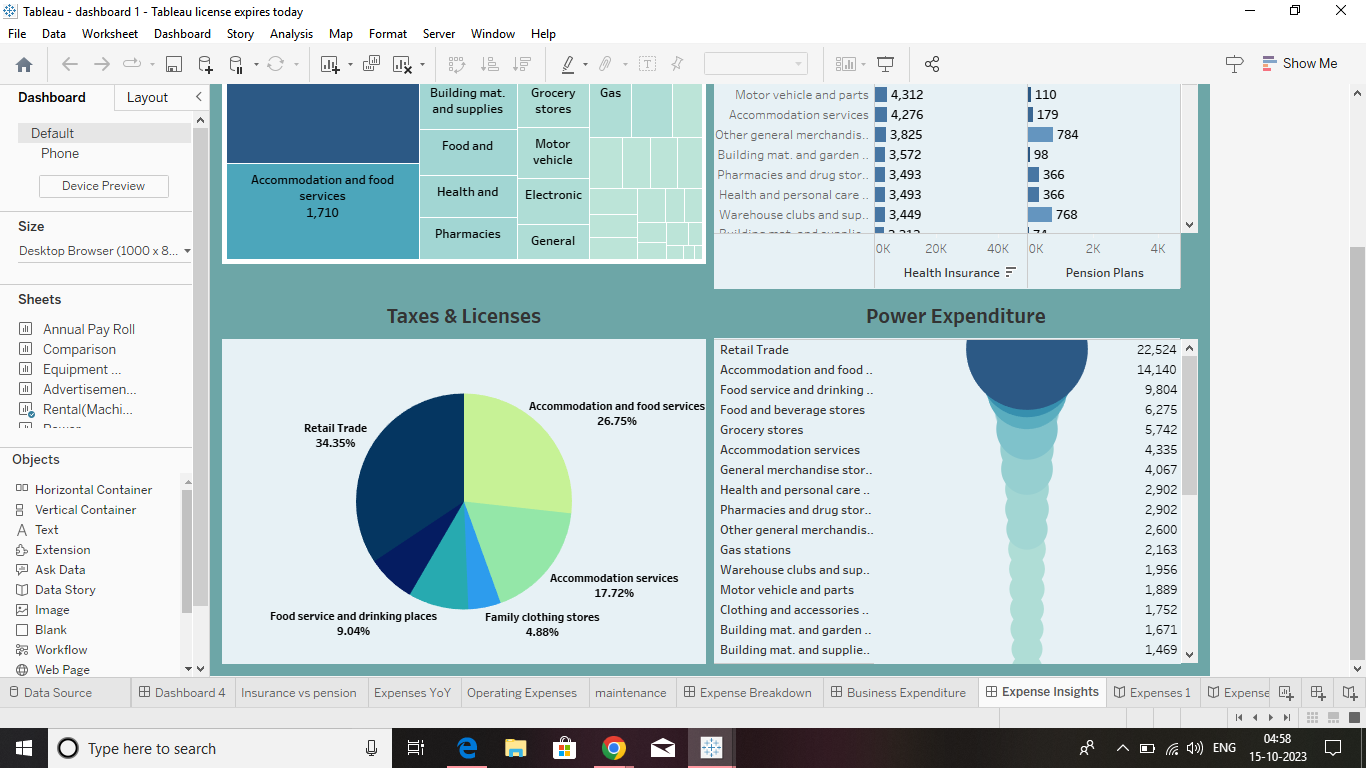 Tableau - dashboard 1 - Tableau license expires today
File Data Worksheet Dashboard Story Analysis Map Format Server Window Help
Show Me
Dashboard Layout
Default
Phone
Device Preview
Size
Desktop Browser (1000 x 8...
Sheets
Annual Pay Roll
Comparison
Equipment ...
Advertisemen...
Rental(Machi...
Objects
Horizontal Container
Vertical Container
Text
Extension
Ask Data
Data Story
Image
Blank
Workflow
Web Page
Accommodation and food
services
1,710
Building mat.
and supplies
Food and
Health and
Pharmacies
Grocery
stores
Motor
vehicle
Electronic
General
Gas
Motor vehicle and parts 4,312 110
Accommodation services 4,276 179
Other general merchandis.. 3,825 784
Building mat. and garden .. 3,572 98
Pharmacies and drug stor.. 3,493 366
Health and personal care .. 3,493 366
Warehouse clubs and sup.. 3,449 768
0K 20K 40K 0K 2K 4K
Health Insurance Pension Plans
Taxes & Licenses
Accommodation and food services
26.75%
Retail Trade
34.35%
Accommodation services
17.72%
Food service and drinking places
9.04%
Family clothing stores
4.88%
Power Expenditure
Retail Trade 22,524
Accommodation and food .. 14,140
Food service and drinking .. 9,804
Food and beverage stores 6,275
Grocery stores 5,742
Accommodation services 4,335
General merchandise stor.. 4,067
Health and personal care .. 2,902
Pharmacies and drug stor.. 2,902
Other general merchandis.. 2,600
Gas stations 2,163
Warehouse clubs and sup.. 1,956
Motor vehicle and parts 1,889
Clothing and accessories .. 1,752
Building mat. and garden .. 1,671
Building mat. and supplie.. 1,469
Data Source Dashboard 4 Insurance vs pension Expenses YoY Operating Expenses maintenance Expense Breakdown Business Expenditure Expense Insights Expenses 1 Expense
Type here to search
ENG
04:58
15-10-2023